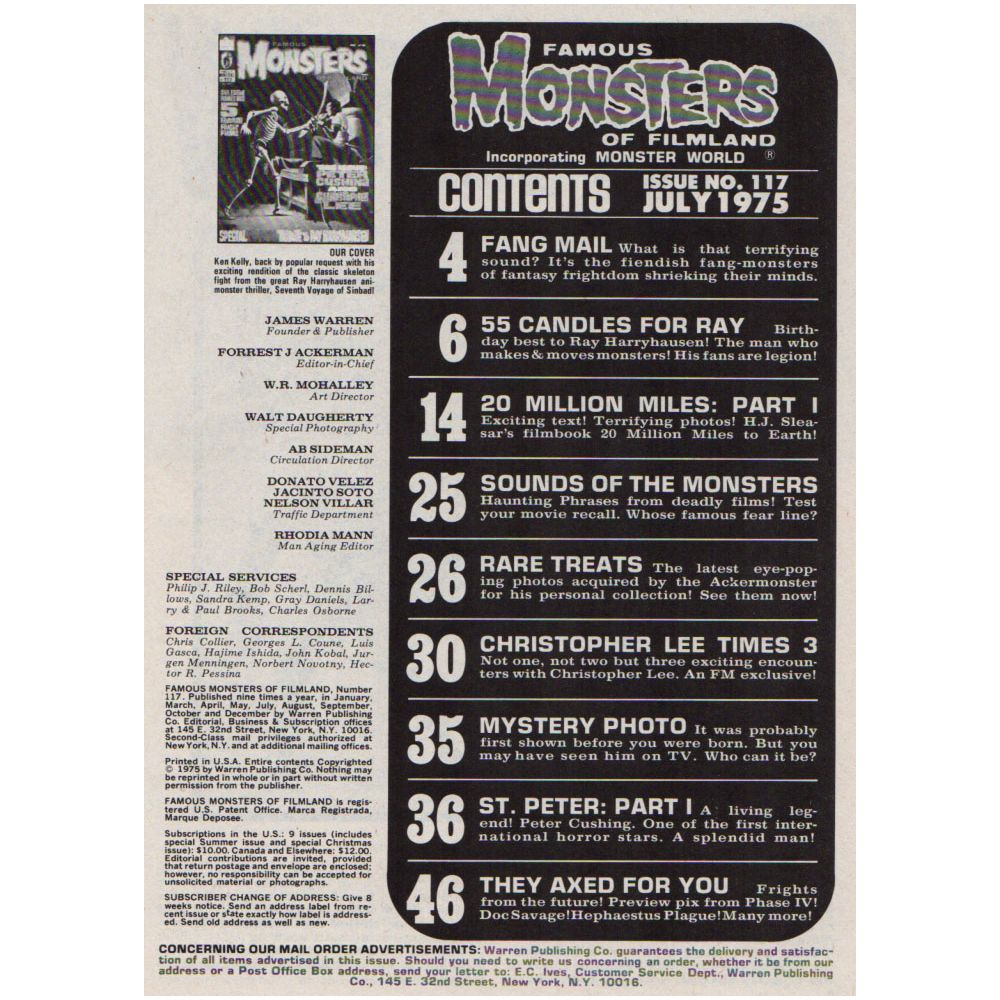 FAMOUS
MONSTERS
5
PETER
CUSHING
AND
CHRISTOPHER
LEE
SPECIAL
OUR COVER
Ken Kelly, back by popular request with his
exciting rendition of the classic skeleton
fight from the great Ray Harryhausen ani-
monster thriller, Seventh Voyage of Sinbad!
JAMES WARREN
Founder & Publisher
FORREST J ACKERMAN
Editor-in-Chief
W.R. MOHALLEY
Art Director
WALT DAUGHERTY
Special Photography
AB SIDEMAN
Circulation Director
DONATO VELEZ
JACINTO SOTO
NELSON VILLAR
Traffic Department
RHODIA MANN
Man Aging Editor
SPECIAL SERVICES
Philip J. Riley, Bob Scherl, Dennis Bil-
lows, Sandra Kemp, Gray Daniels, Lar-
ry & Paul Brooks, Charles Osborne
FOREIGN CORRESPONDENTS
Chris Collier, Georges L. Coune, Luis
Gasca, Hajime Ishida, John Kobal, Jur-
gen Menningen, Norbert Novotny, Hec-
tor R. Pessina
FAMOUS MONSTERS OF FILMLAND, Number
117. Published nine times a year, in January,
March, April, May, July, August, September,
October and December by Warren Publishing
Co. Editorial, Business & Subscription offices
at 145 E. 32nd Street, New York, N.Y. 10016.
Second-Class mail privileges authorized at
New York, N.Y. and at additional mailing offices.
Printed in U.S.A. Entire contents Copyrighted
© 1975 by Warren Publishing Co. Nothing may
be reprinted in whole or in part without written
permission from the publisher.
FAMOUS MONSTERS OF FILMLAND is regis-
tered U.S. Patent Office. Marca Registrada,
Marque Deposee.
Subscriptions in the U.S.: 9 issues (includes
special Summer issue and special Christmas
issue): $10.00. Canada and Elsewhere: $12.00.
Editorial contributions are invited, provided
that return postage and envelope are enclosed;
however, no responsibility can be accepted for
unsolicited material or photographs.
SUBSCRIBER CHANGE OF ADDRESS: Give 8
weeks notice. Send an address label from re-
cent issue or state exactly how label is address-
ed. Send old address as well as new.
FAMOUS
MONSTERS
OF FILMLAND
Incorporating MONSTER WORLD ®
CONTENTS ISSUE NO. 117
JULY 1975
4 FANG MAIL What is that terrifying
sound? It's the fiendish fang-monsters
of fantasy frightdom shrieking their minds.
6 55 CANDLES FOR RAY Birth-
day best to Ray Harryhausen! The man who
makes & moves monsters! His fans are legion!
14 20 MILLION MILES: PART I
Exciting text! Terrifying photos! H.J. Slea-
sar's filmbook 20 Million Miles to Earth!
25 SOUNDS OF THE MONSTERS
Haunting Phrases from deadly films! Test
your movie recall. Whose famous fear line?
26 RARE TREATS The latest eye-pop-
ing photos acquired by the Ackermonster
for his personal collection! See them now!
30 CHRISTOPHER LEE TIMES 3
Not one, not two but three exciting encoun-
ters with Christopher Lee. An FM exclusive!
35 MYSTERY PHOTO It was probably
first shown before you were born. But you
may have seen him on TV. Who can it be?
36 ST. PETER: PART I A living leg-
end! Peter Cushing. One of the first inter-
national horror stars. A splendid man!
46 THEY AXED FOR YOU Frights
from the future! Preview pix from Phase IV!
Doc Savage! Hephaestus Plague! Many more!
CONCERNING OUR MAIL ORDER ADVERTISEMENTS: Warren Publishing Co. guarantees the delivery and satisfac-
tion of all items advertised in this issue. Should you need to write us concerning an order, whether it be from our
address or a Post Office Box address, send your letter to: E.C. Ives, Customer Service Dept., Warren Publishing
Co., 145 E. 32nd Street, New York, N.Y. 10016.